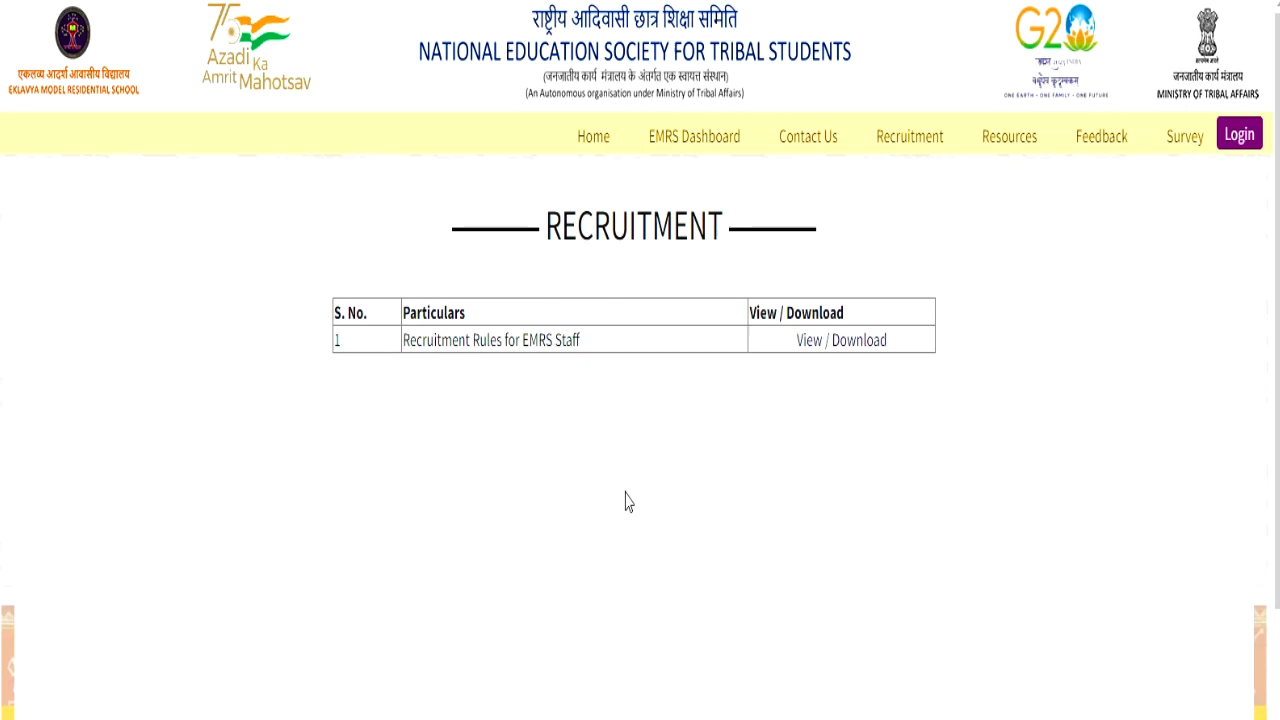 एकलव्य आदर्श आवासीय विद्यालय
EKLAVYA MODEL RESIDENTIAL SCHOOL
75
Azadi Ka
Amrit Mahotsav
राष्ट्रीय आदिवासी छात्र शिक्षा समिति
NATIONAL EDUCATION SOCIETY FOR TRIBAL STUDENTS
(जनजातीय कार्य मंत्रालय के अंतर्गत एक स्वायत्त संस्थान)
(An Autonomous organisation under Ministry of Tribal Affairs)
G20
वसुधैव कुटुम्बकम्
ONE EARTH • ONE FAMILY • ONE FUTURE
जनजातीय कार्य मंत्रालय
MINISTRY OF TRIBAL AFFAIRS
Home EMRS Dashboard Contact Us Recruitment Resources Feedback Survey Login
RECRUITMENT
S. No. Particulars View / Download
1 Recruitment Rules for EMRS Staff View / Download